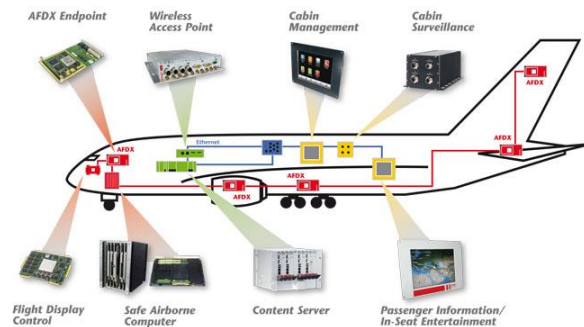 AFDX Endpoint
Wireless
Access Point
Cabin
Management
Cabin
Surveillance
AFDX
AFDX
Ethernet
AFDX
AFDX
AFDX
Flight Display
Control
Safe Airborne
Computer
Content Server
Passenger Information/
In-Seat Entertainment